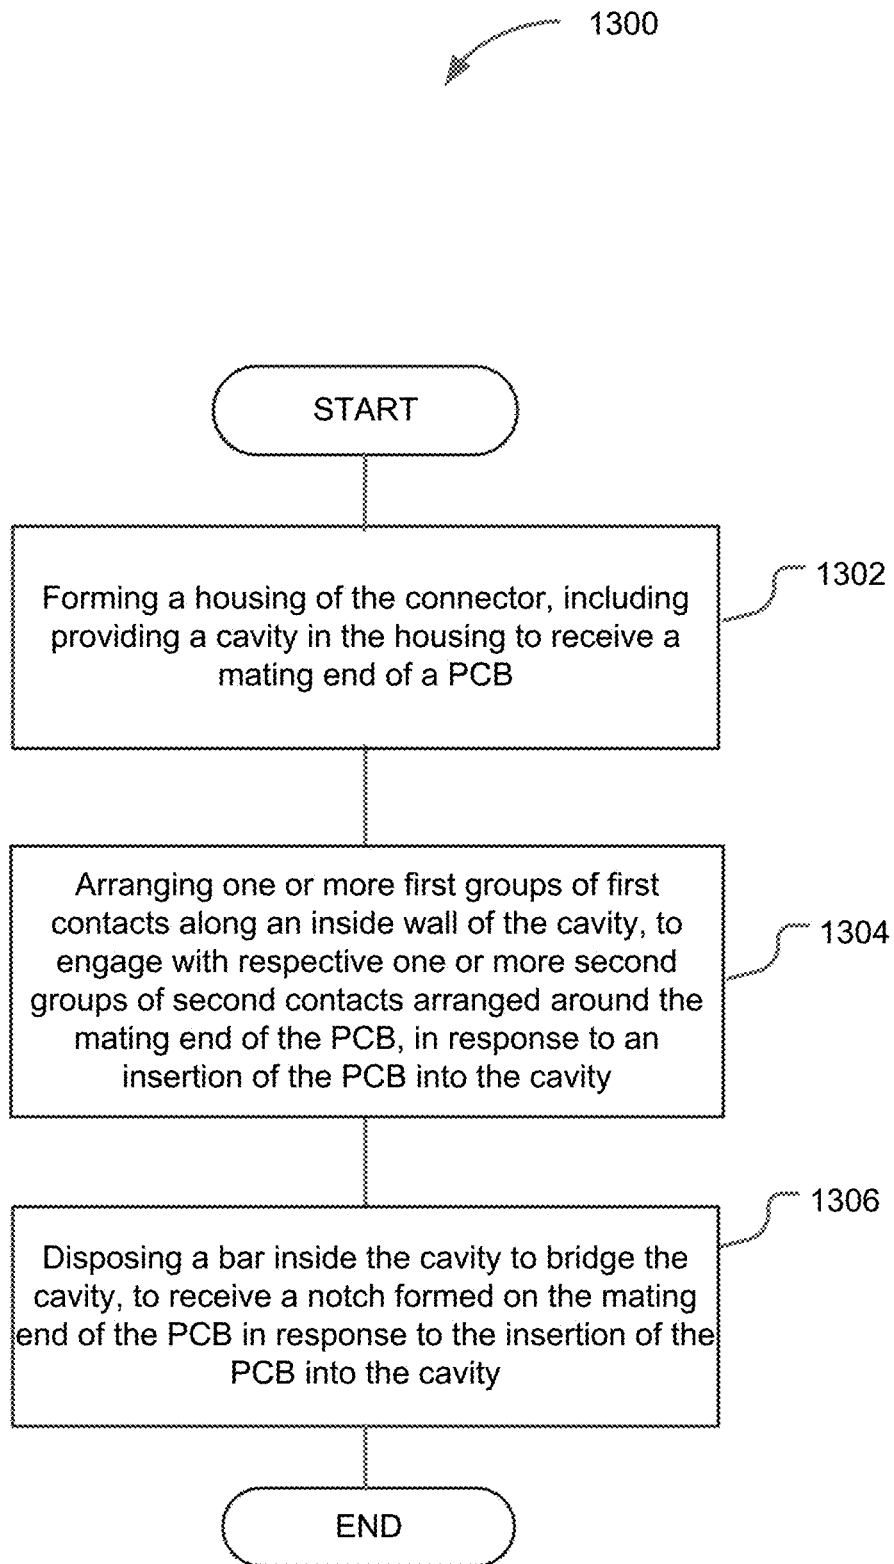 1300
START
Forming a housing of the connector, including
providing a cavity in the housing to receive a
mating end of a PCB
1302
Arranging one or more first groups of first
contacts along an inside wall of the cavity, to
engage with respective one or more second
groups of second contacts arranged around the
mating end of the PCB, in response to an
insertion of the PCB into the cavity
1304
Disposing a bar inside the cavity to bridge the
cavity, to receive a notch formed on the mating
end of the PCB in response to the insertion of the
PCB into the cavity
1306
END